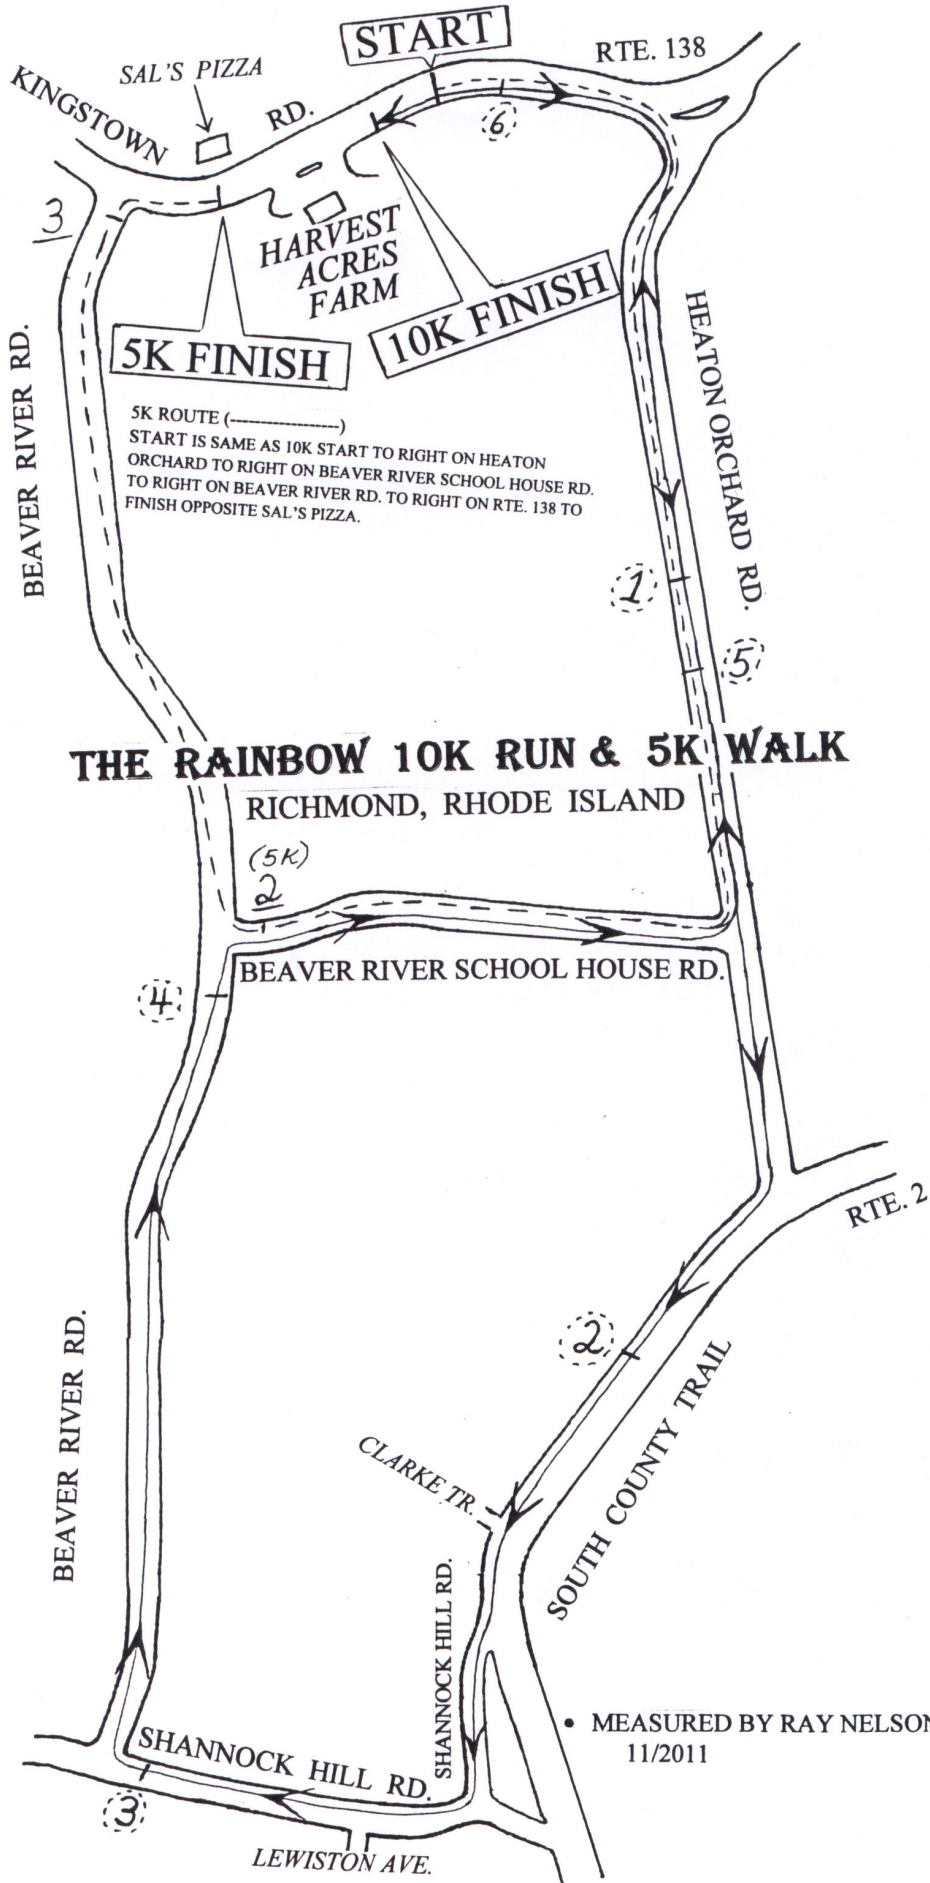 START
RTE. 138
SAL'S PIZZA
KINGSTOWN RD.
6
3
HARVEST
ACRES
FARM
10K FINISH
5K FINISH
HEATON ORCHARD RD.
BEAVER RIVER RD.
5K ROUTE (------------------)
START IS SAME AS 10K START TO RIGHT ON HEATON
ORCHARD TO RIGHT ON BEAVER RIVER SCHOOL HOUSE RD.
TO RIGHT ON BEAVER RIVER RD. TO RIGHT ON RTE. 138 TO
FINISH OPPOSITE SAL'S PIZZA.
1
5
THE RAINBOW 10K RUN & 5K WALK
RICHMOND, RHODE ISLAND
(5K)
2
BEAVER RIVER SCHOOL HOUSE RD.
4
RTE. 2
2
SOUTH COUNTY TRAIL
BEAVER RIVER RD.
CLARKE TR.
SHANNOCK HILL RD.
• MEASURED BY RAY NELSON
11/2011
SHANNOCK HILL RD.
3
LEWISTON AVE.